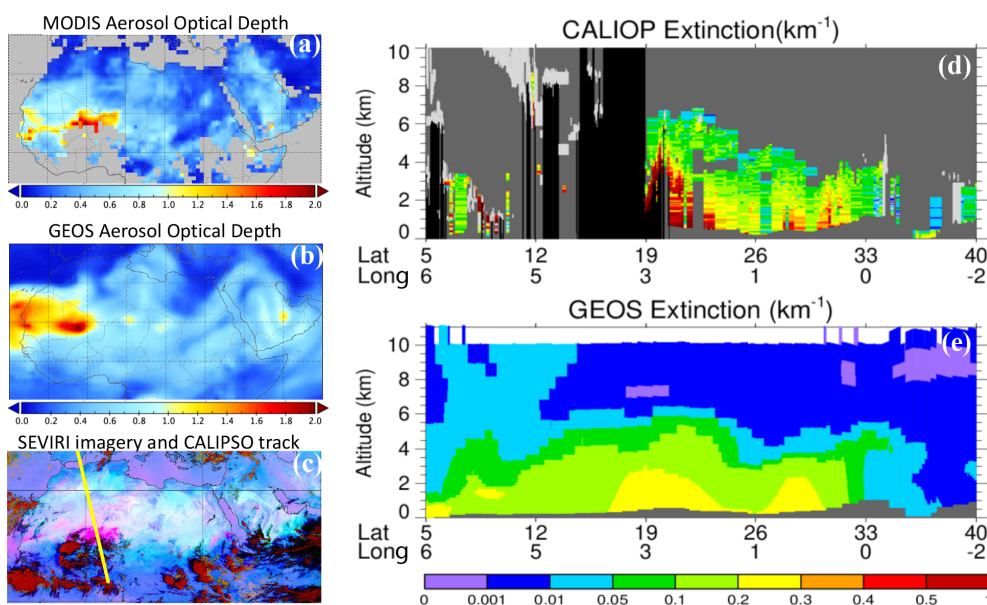 MODIS Aerosol Optical Depth
(a)
0.0 0.2 0.4 0.6 0.8 1.0 1.2 1.4 1.6 1.8 2.0
GEOS Aerosol Optical Depth
(b)
0.0 0.2 0.4 0.6 0.8 1.0 1.2 1.4 1.6 1.8 2.0
SEVIRI imagery and CALIPSO track
(c)
CALIOP Extinction(km-1)
(d)
Altitude (km)
10
8
6
4
2
0
Lat 5 12 19 26 33 40
Long 6 5 3 1 0 -2
GEOS Extinction (km-1)
(e)
Altitude (km)
10
8
6
4
2
0
Lat 5 12 19 26 33 40
Long 6 5 3 1 0 -2
0 0.001 0.01 0.05 0.1 0.2 0.3 0.4 0.5 1